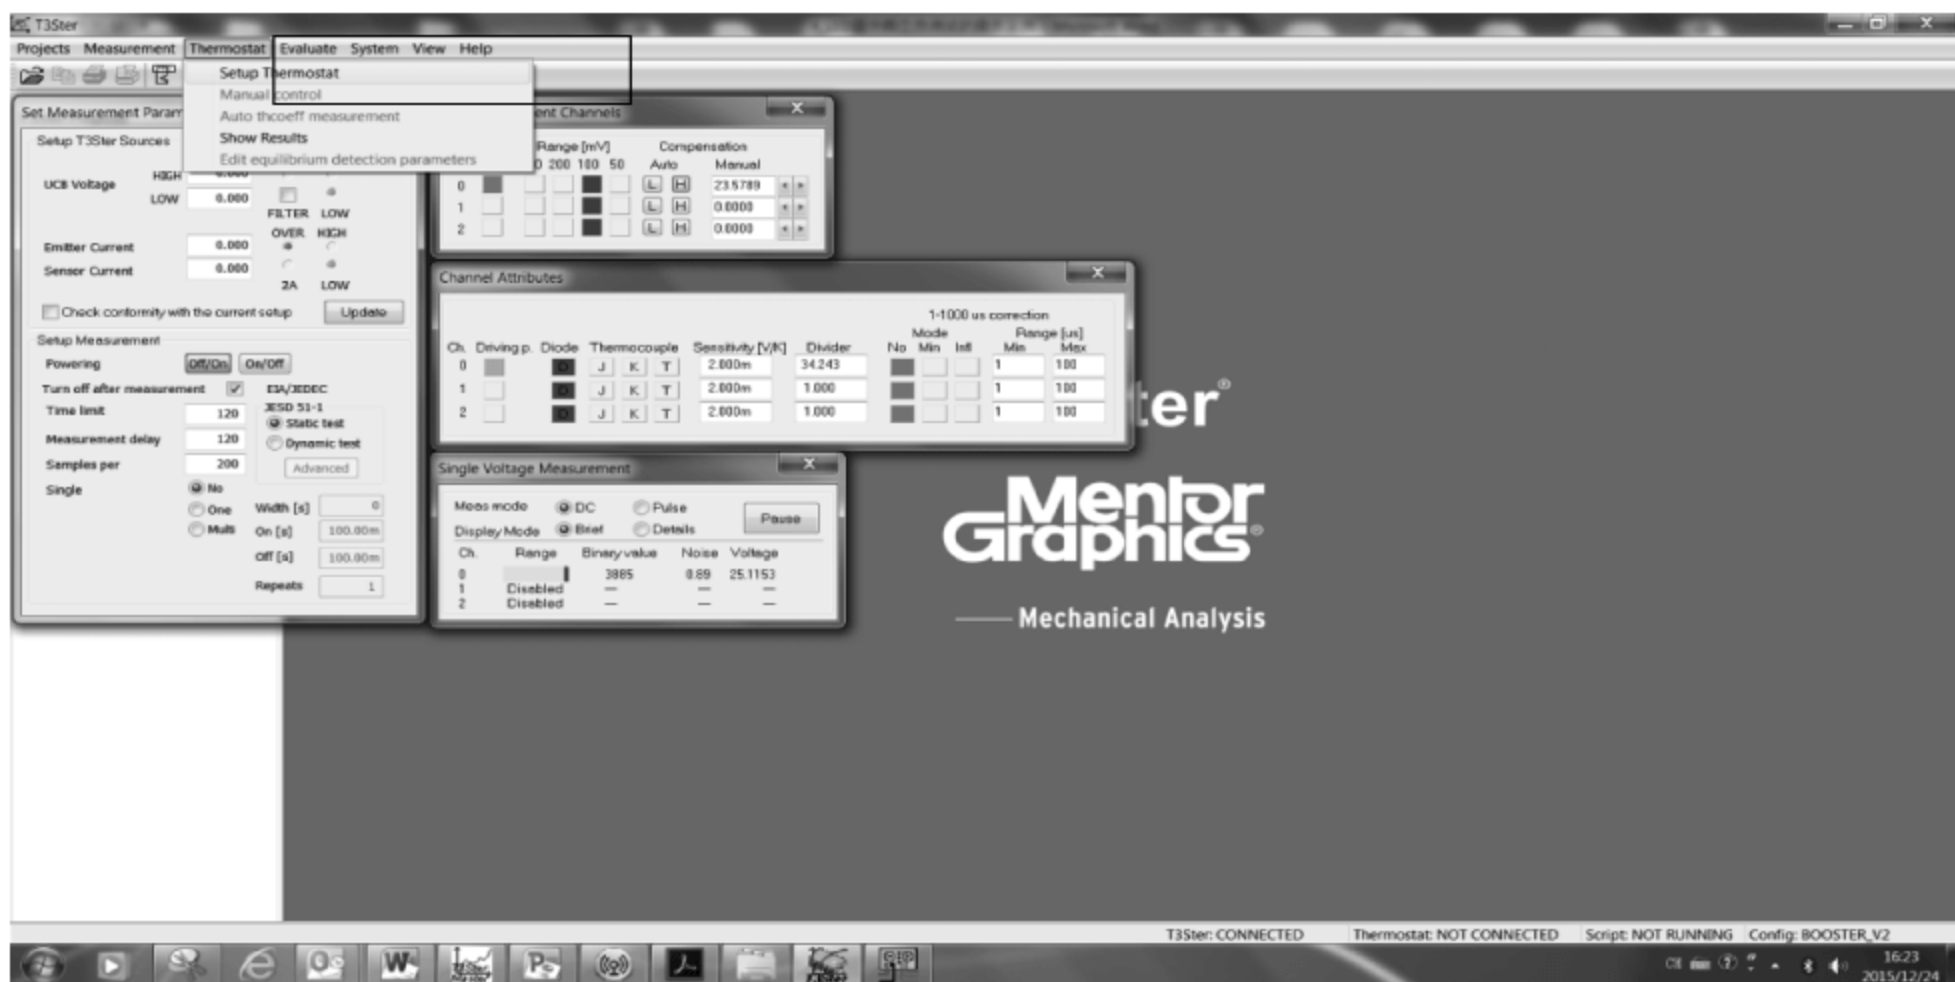 T3Ster
Projects Measurement Thermostat Evaluate System View Help
Setup Thermostat
Manual control
Auto thcoeff measurement
Show Results
Edit equilibrium detection parameters
Set Measurement Param
Setup T3Ster Sources
UCB Voltage
HIGH
LOW 0.000
FILTER LOW
OVER HIGH
Emitter Current 0.000
Sensor Current 0.000
2A LOW
Check conformity with the current setup Update
Setup Measurement
Powering Off/On On/Off
Turn off after measurement EIA/JEDEC
JESD 51-1
Time limit 120 Static test
Measurement delay 120 Dynamic test
Samples per 200 Advanced
Single No
One Width [s] 0
Multi On [s] 100.00m
Off [s] 100.00m
Repeats 1
ent Channels
Range [mV] Compensation
0 200 100 50 Auto Manual
0 L H 23.5789
1 L H 0.0000
2 L H 0.0000
Channel Attributes
1-1000 us correction
Mode Range [us]
Ch. Driving p. Diode Thermocouple Sensitivity [V/K] Divider No Min Infl Min Max
0 D J K T 2.000m 34.243 1 100
1 D J K T 2.000m 1.000 1 100
2 D J K T 2.000m 1.000 1 100
Single Voltage Measurement
Meas mode DC Pulse Pause
Display Mode Brief Details
Ch. Range Binary value Noise Voltage
0 3885 0.89 25.1153
1 Disabled — — —
2 Disabled — — —
ter®
Mentor
Graphics®
Mechanical Analysis
T3Ster: CONNECTED Thermostat: NOT CONNECTED Script: NOT RUNNING Config: BOOSTER_V2
16:23
2015/12/24